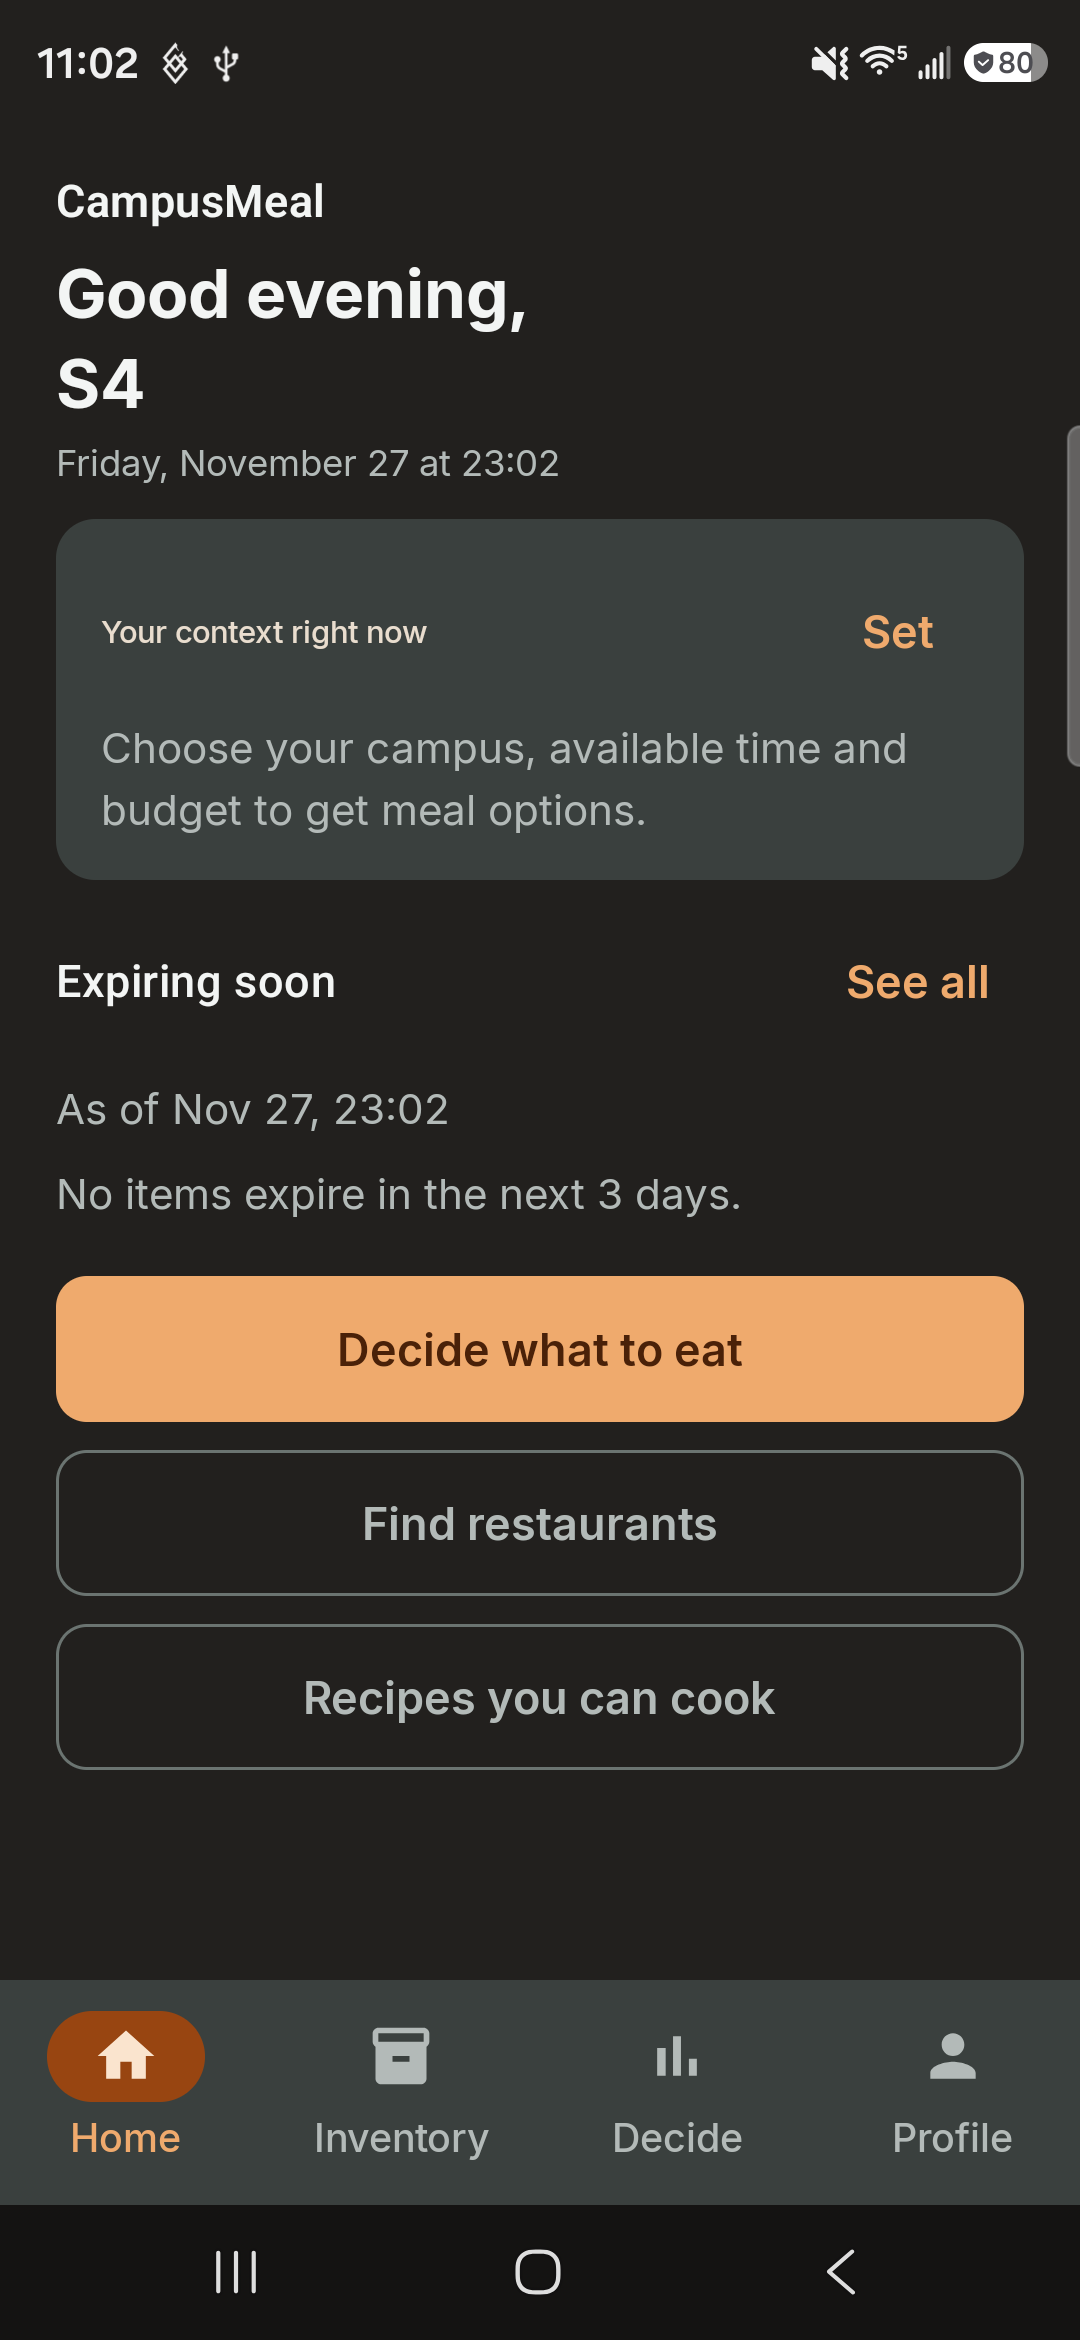 11:02
5
80
CampusMeal
Good evening,
S4
Friday, November 27 at 23:02
Your context right now
Set
Choose your campus, available time and
budget to get meal options.
Expiring soon
See all
As of Nov 27, 23:02
No items expire in the next 3 days.
Decide what to eat
Find restaurants
Recipes you can cook
Home
Inventory
Decide
Profile